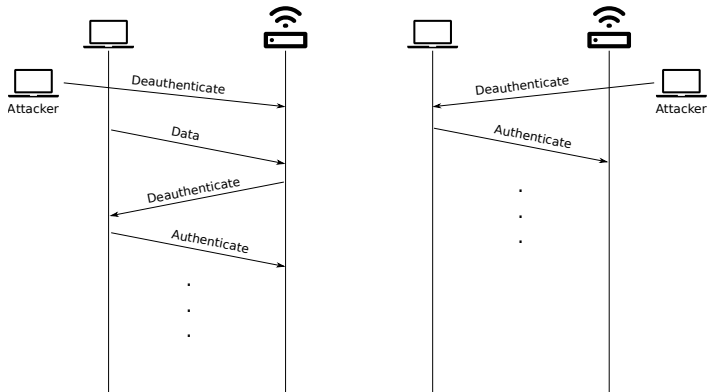 Deauthenticate
Attacker
Data
Deauthenticate
Authenticate
Deauthenticate
Attacker
Authenticate